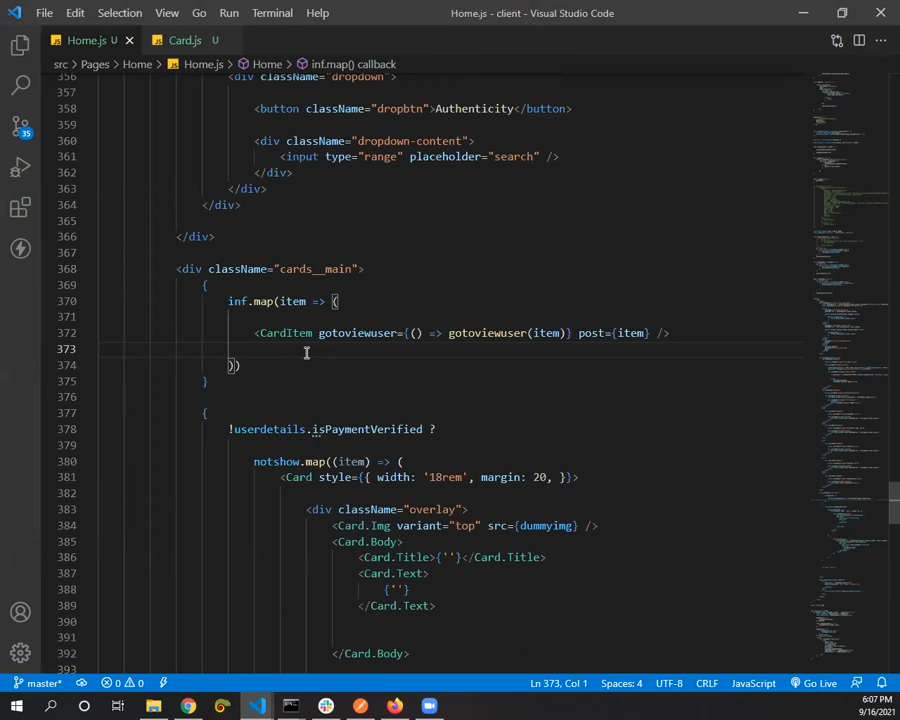 File Edit Selection View Go Run Terminal Help Home.js - client - Visual Studio Code
JS Home.js U JS Card.js U
src > Pages > Home > JS Home.js > Home > inf.map() callback
356 <div className="dropdown">
357
358 <button className="dropbtn">Authenticity</button>
359
360 <div className="dropdown-content">
361 <input type="range" placeholder="search" />
362 </div>
363 </div>
364 </div>
365
366 </div>
367
368 <div className="cards__main">
369 {
370 inf.map(item => (
371
372 <CardItem gotoviewuser={() => gotoviewuser(item)} post={item} />
373
374 ))
375 }
376
377 {
378 !userdetails.isPaymentVerified ?
379
380 notshow.map((item) => (
381 <Card style={{ width: '18rem', margin: 20, }}>
382
383 <div className="overlay">
384 <Card.Img variant="top" src={dummyimg} />
385 <Card.Body>
386 <Card.Title>{''}</Card.Title>
387 <Card.Text>
388 {''}
389 </Card.Text>
390
391
392 </Card.Body>
393
35
master* 0 0 Ln 373, Col 1 Spaces: 4 UTF-8 CRLF JavaScript Go Live
6:07 PM
9/16/2021